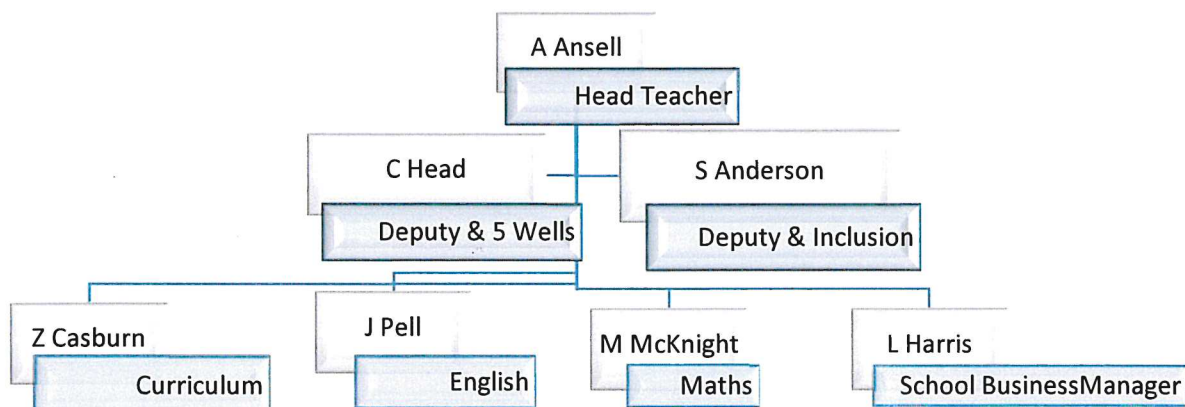 A Ansell
Head Teacher
C Head
Deputy & 5 Wells
S Anderson
Deputy & Inclusion
Z Casburn
Curriculum
J Pell
English
M McKnight
Maths
L Harris
School BusinessManager